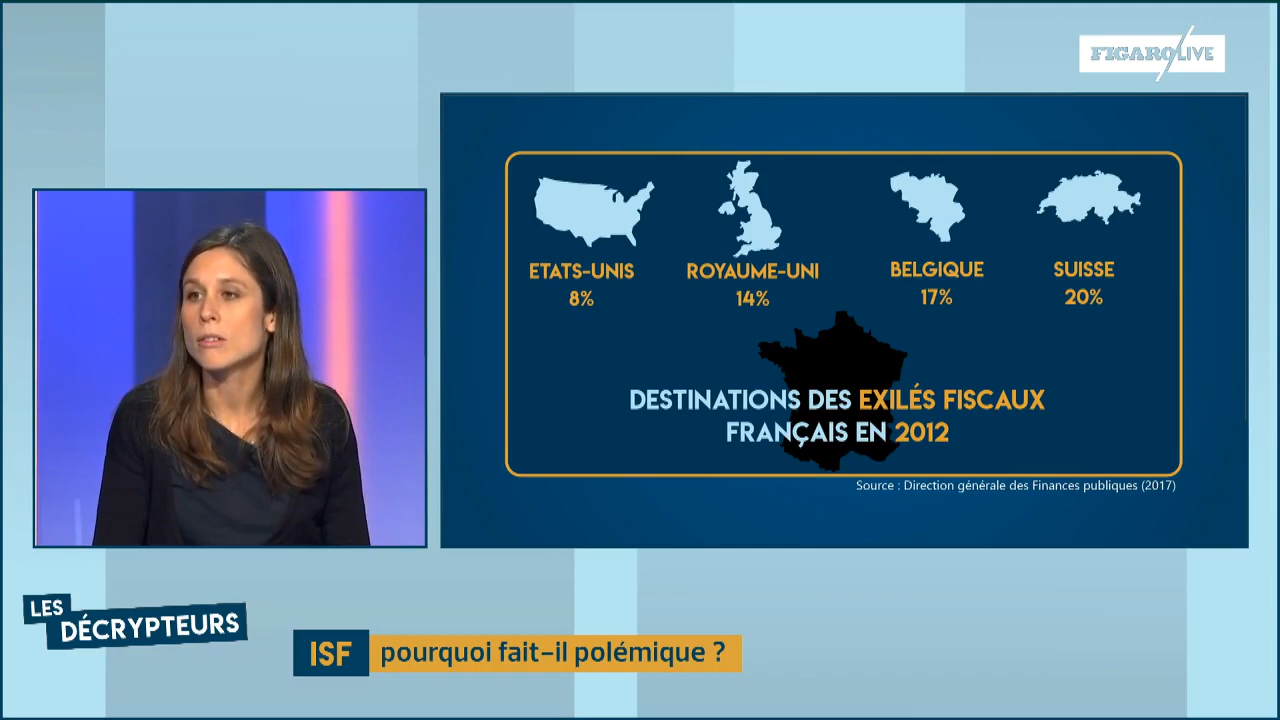 FIGARO LIVE
ETATS-UNIS
8%
ROYAUME-UNI
14%
BELGIQUE
17%
SUISSE
20%
DESTINATIONS DES EXILÉS FISCAUX
FRANÇAIS EN 2012
Source : Direction générale des Finances publiques (2017)
LES
DÉCRYPTEURS
ISF pourquoi fait-il polémique ?